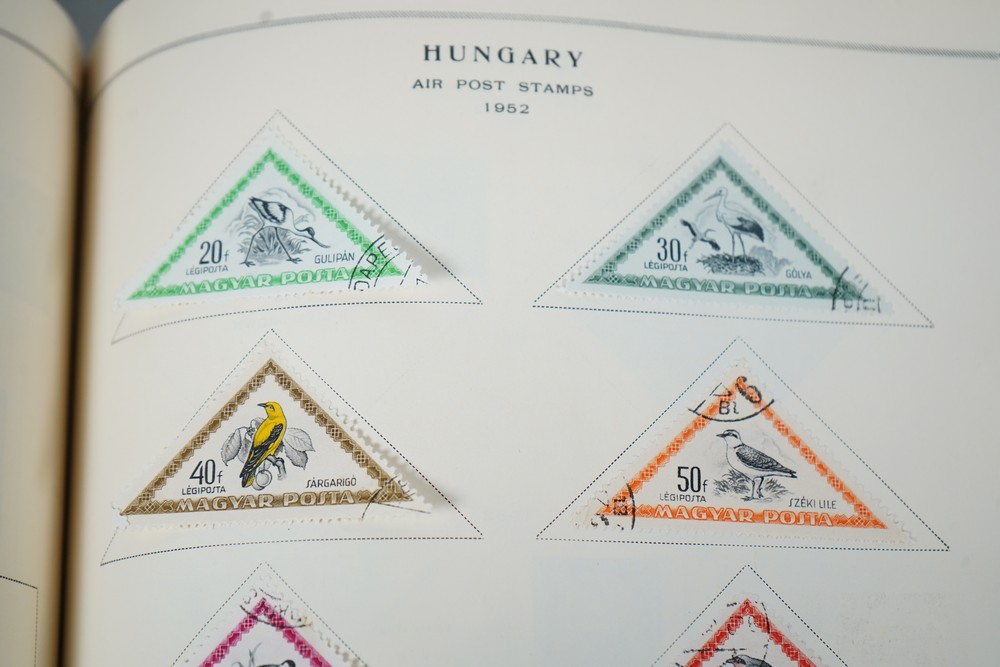 HUNGARY
AIR POST STAMPS
1952
20f
LÉGIPOSTA
GULIPÁN
MAGYAR POSTA
30f
LÉGIPOSTA
GÓLYA
MAGYAR POSTA
40f
LÉGIPOSTA
SÁRGARIGÓ
MAGYAR POSTA
50f
LÉGIPOSTA
SZÉKI LILE
MAGYAR POSTA